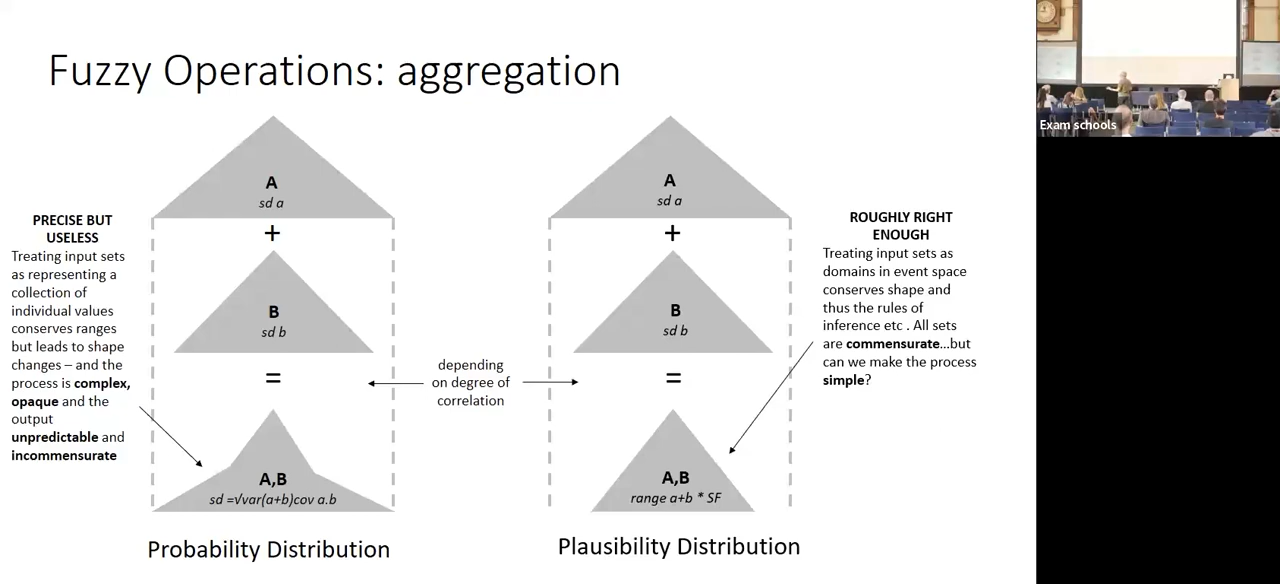 Fuzzy Operations: aggregation
PRECISE BUT
USELESS
Treating input sets
as representing a
collection of
individual values
conserves ranges
but leads to shape
changes – and the
process is complex,
opaque and the
output
unpredictable and
incommensurate
A
sd a
+
B
sd b
=
A,B
sd =√var(a+b)cov a.b
Probability Distribution
depending
on degree of
correlation
A
sd a
+
B
sd b
=
A,B
range a+b * SF
Plausibility Distribution
ROUGHLY RIGHT
ENOUGH
Treating input sets as
domains in event space
conserves shape and
thus the rules of
inference etc . All sets
are commensurate...but
can we make the process
simple?
Exam schools